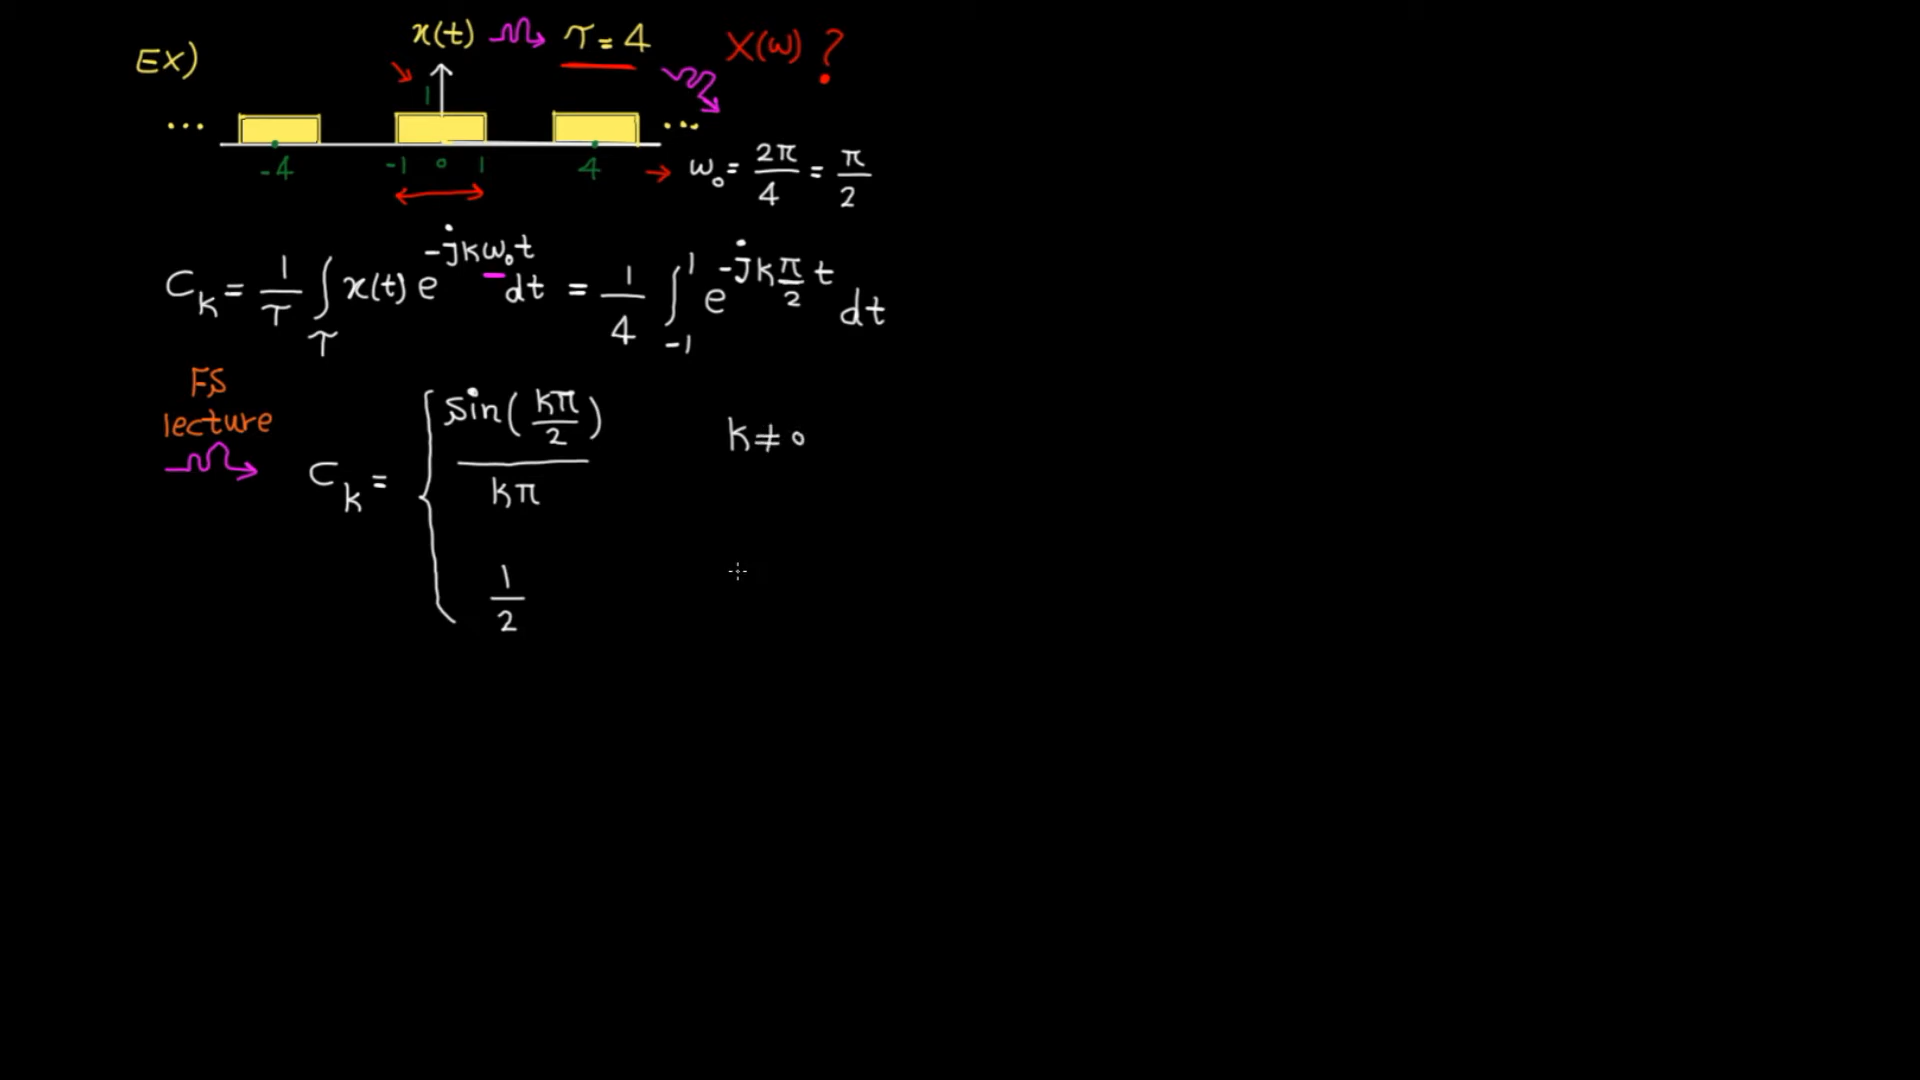 EX) x(t) T = 4 X(ω) ?
1
... ...
-4 -1 0 1 4 → ω₀ = 2π/4 = π/2
C_k = 1/T ∫_T x(t) e^{-jkω₀t} dt = 1/4 ∫_{-1}^{1} e^{-jk π/2 t} dt
FS
lecture
C_k = { sin(kπ/2) / kπ k ≠ 0
1/2